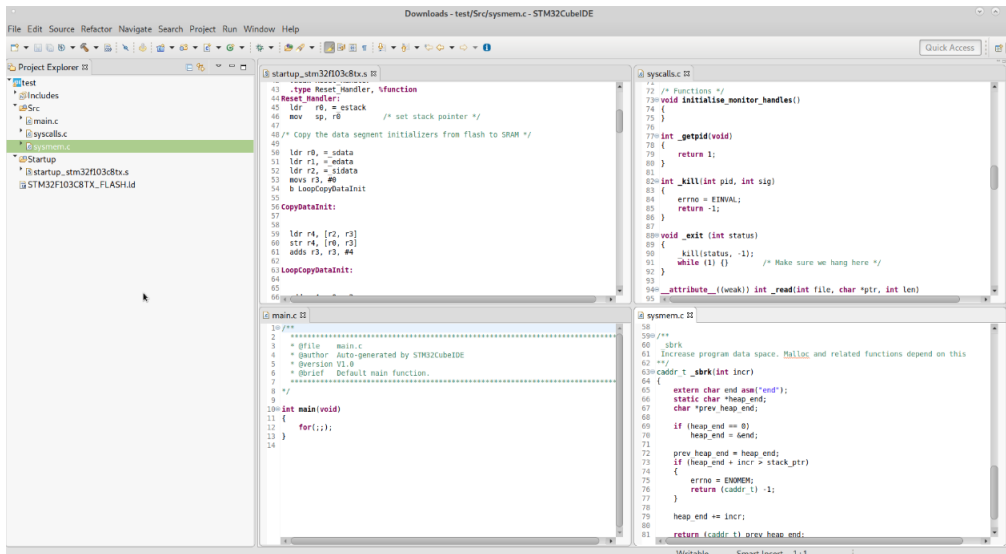 Downloads - test/Src/sysmem.c - STM32CubeIDE
File Edit Source Refactor Navigate Search Project Run Window Help
Quick Access
Project Explorer
test
Includes
Src
main.c
syscalls.c
sysmem.c
Startup
startup_stm32f103c8tx.s
STM32F103C8TX_FLASH.ld
startup_stm32f103c8tx.s
43 .type Reset_Handler, %function
44 Reset_Handler:
45 ldr r0, =_estack
46 mov sp, r0 /* set stack pointer */
47
48 /* Copy the data segment initializers from flash to SRAM */
49
50 ldr r0, =_sdata
51 ldr r1, =_edata
52 ldr r2, =_sidata
53 movs r3, #0
54 b LoopCopyDataInit
55
56 CopyDataInit:
57
58
59 ldr r4, [r2, r3]
60 str r4, [r0, r3]
61 adds r3, r3, #4
62
63 LoopCopyDataInit:
64
65
66
syscalls.c
72 /* Functions */
73 void initialise_monitor_handles()
74 {
75 }
76
77 int _getpid(void)
78 {
79 return 1;
80 }
81
82 int _kill(int pid, int sig)
83 {
84 errno = EINVAL;
85 return -1;
86 }
87
88 void _exit (int status)
89 {
90 _kill(status, -1);
91 while (1) {} /* Make sure we hang here */
92 }
93
94 __attribute__((weak)) int _read(int file, char *ptr, int len)
95 {
main.c
1 /**
2 ******************************************************************************
3 * @file main.c
4 * @author Auto-generated by STM32CubeIDE
5 * @version V1.0
6 * @brief Default main function.
7 ******************************************************************************
8 */
9
10 int main(void)
11 {
12 for(;;);
13 }
14
sysmem.c
58
59 /**
60 _sbrk
61 Increase program data space. Malloc and related functions depend on this
62 **/
63 caddr_t _sbrk(int incr)
64 {
65 extern char end asm("end");
66 static char *heap_end;
67 char *prev_heap_end;
68
69 if (heap_end == 0)
70 heap_end = &end;
71
72 prev_heap_end = heap_end;
73 if (heap_end + incr > stack_ptr)
74 {
75 errno = ENOMEM;
76 return (caddr_t) -1;
77 }
78
79 heap_end += incr;
80
81 return (caddr_t) prev_heap_end;
Writable Smart Insert 1 : 1